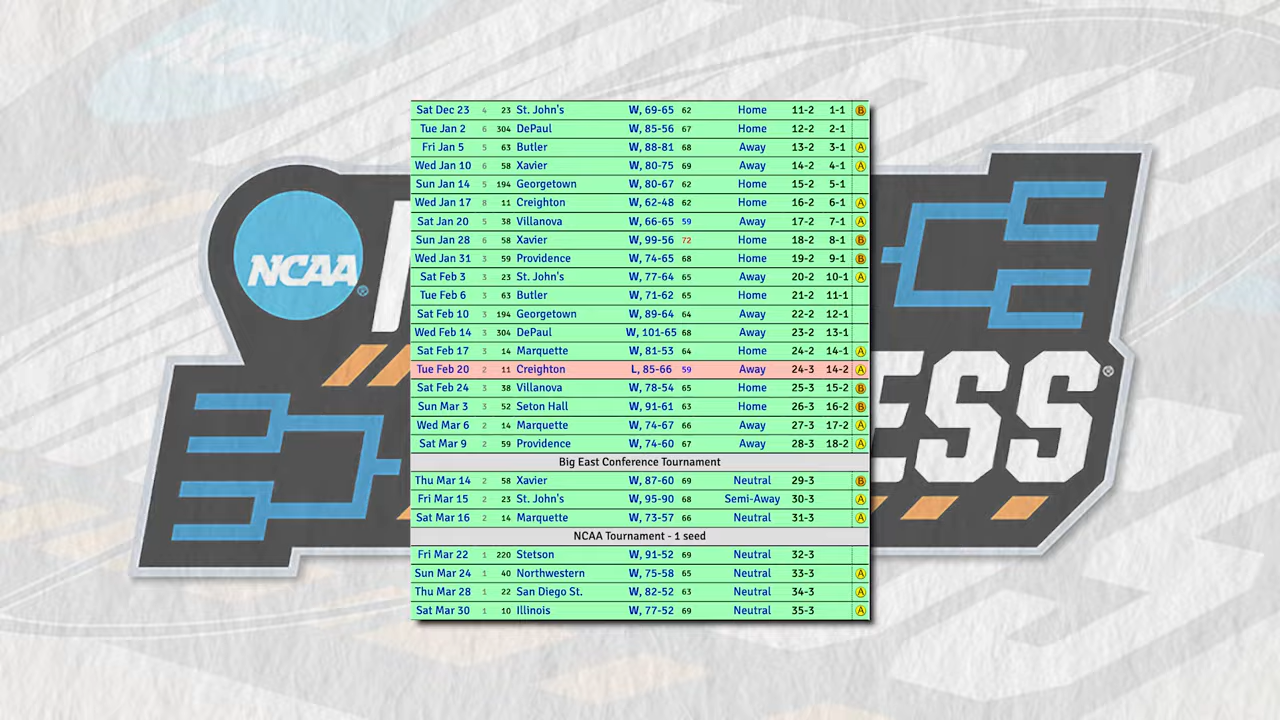 Sat Dec 23 4 23 St. John's W, 69-65 62 Home 11-2 1-1 B
Tue Jan 2 6 304 DePaul W, 85-56 67 Home 12-2 2-1
Fri Jan 5 5 63 Butler W, 88-81 68 Away 13-2 3-1 A
Wed Jan 10 6 58 Xavier W, 80-75 69 Away 14-2 4-1 A
Sun Jan 14 5 194 Georgetown W, 80-67 62 Home 15-2 5-1
Wed Jan 17 8 11 Creighton W, 62-48 62 Home 16-2 6-1 A
Sat Jan 20 5 38 Villanova W, 66-65 59 Away 17-2 7-1 A
Sun Jan 28 6 58 Xavier W, 99-56 72 Home 18-2 8-1 B
Wed Jan 31 3 59 Providence W, 74-65 68 Home 19-2 9-1 B
Sat Feb 3 3 23 St. John's W, 77-64 65 Away 20-2 10-1 A
Tue Feb 6 3 63 Butler W, 71-62 65 Home 21-2 11-1
Sat Feb 10 3 194 Georgetown W, 89-64 64 Away 22-2 12-1
Wed Feb 14 3 304 DePaul W, 101-65 68 Away 23-2 13-1
Sat Feb 17 3 14 Marquette W, 81-53 64 Home 24-2 14-1 A
Tue Feb 20 2 11 Creighton L, 85-66 59 Away 24-3 14-2 A
Sat Feb 24 3 38 Villanova W, 78-54 65 Home 25-3 15-2 B
Sun Mar 3 3 52 Seton Hall W, 91-61 63 Home 26-3 16-2 B
Wed Mar 6 2 14 Marquette W, 74-67 66 Away 27-3 17-2 A
Sat Mar 9 2 59 Providence W, 74-60 67 Away 28-3 18-2 A
Big East Conference Tournament
Thu Mar 14 2 58 Xavier W, 87-60 69 Neutral 29-3 B
Fri Mar 15 2 23 St. John's W, 95-90 68 Semi-Away 30-3 A
Sat Mar 16 2 14 Marquette W, 73-57 66 Neutral 31-3 A
NCAA Tournament - 1 seed
Fri Mar 22 1 220 Stetson W, 91-52 69 Neutral 32-3
Sun Mar 24 1 40 Northwestern W, 75-58 65 Neutral 33-3 A
Thu Mar 28 1 22 San Diego St. W, 82-52 63 Neutral 34-3 A
Sat Mar 30 1 10 Illinois W, 77-52 69 Neutral 35-3 A
NCAA®
ESS®